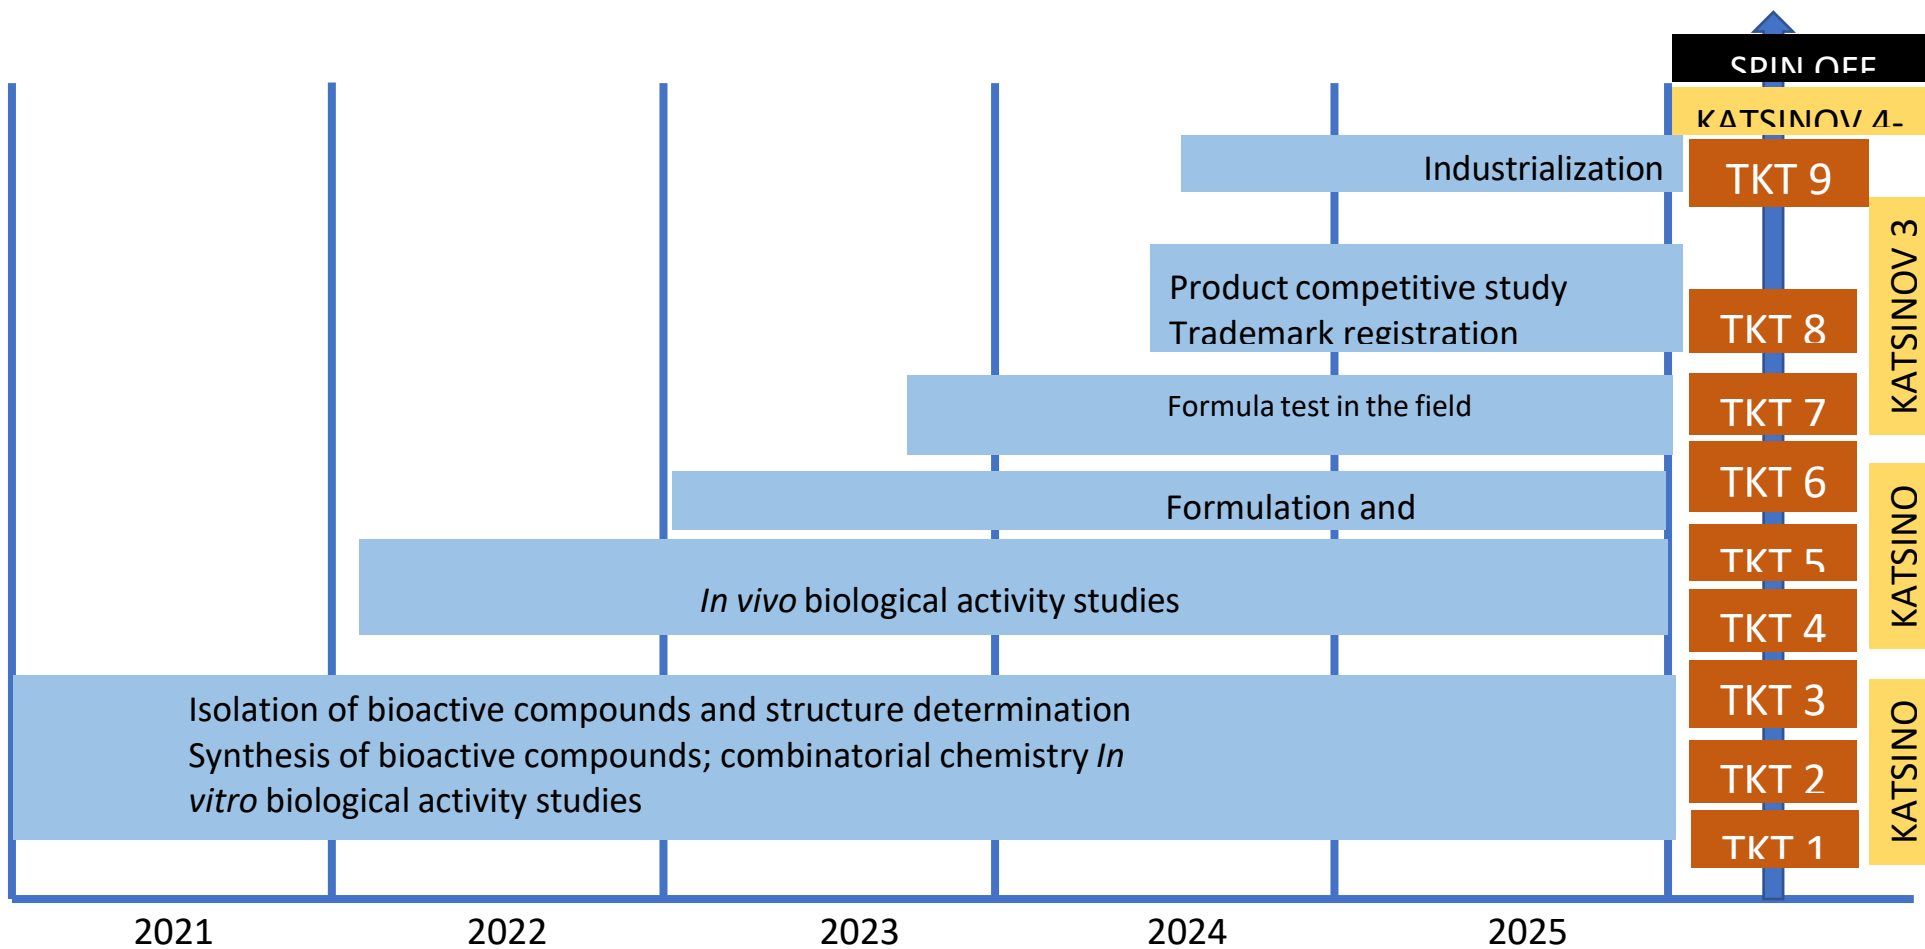 SPIN OFF
KATSINOV 4-
Industrialization
TKT 9
KATSINOV 3
Product competitive study
Trademark registration
TKT 8
Formula test in the field
TKT 7
TKT 6
Formulation and
KATSINO
TKT 5
In vivo biological activity studies
TKT 4
Isolation of bioactive compounds and structure determination
Synthesis of bioactive compounds; combinatorial chemistry In
vitro biological activity studies
TKT 3
TKT 2
KATSINO
TKT 1
2021
2022
2023
2024
2025